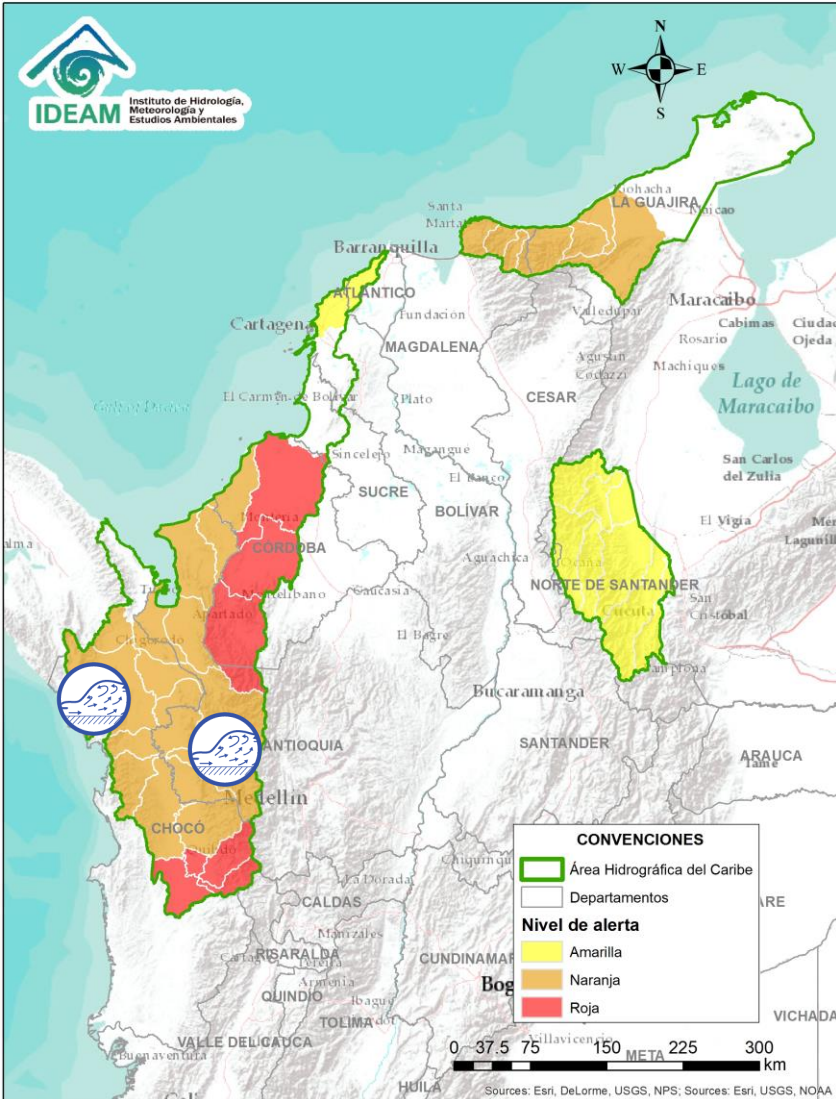 IDEAM
Instituto de Hidrología,
Meteorología y
Estudios Ambientales
N
W
E
S
LA GUAJIRA
Maicao
Santa
Marta
Barranquilla
ATLÁNTICO
Maracaibo
Cartagena
Fundación
Valledupar
Cabimas
Ciudad
Ojeda
Rosario
MAGDALENA
Machiques
Agustín
Codazzi
Lago de
Maracaibo
El Carmen de Bolívar
Plato
CESAR
Sincelejo
Magangué
San Carlos
del Zulia
El Banco
SUCRE
BOLÍVAR
Montería
El Vigía
CÓRDOBA
Aguachica
Ocaña
NORTE DE SANTANDER
Caucasia
Apartadó
Cúcuta
San
Cristóbal
El Bagre
Pamplona
Bucaramanga
ANTIOQUIA
SANTANDER
ARAUCA
Tame
Medellín
CHOCÓ
Quibdó
La Dorada
CALDAS
Manizales
RISARALDA
Pereira
Armenia
QUINDÍO
Ibagué
TOLIMA
VALLE DEL CAUCA
Buenaventura
HUILA
Villavicencio
META
VICHADA
CONVENCIONES
Área Hidrográfica del Caribe
Departamentos
Nivel de alerta
Amarilla
Naranja
Roja
0 37.5 75 150 225 300
km
Sources: Esri, DeLorme, USGS, NPS; Sources: Esri, USGS, NOAA